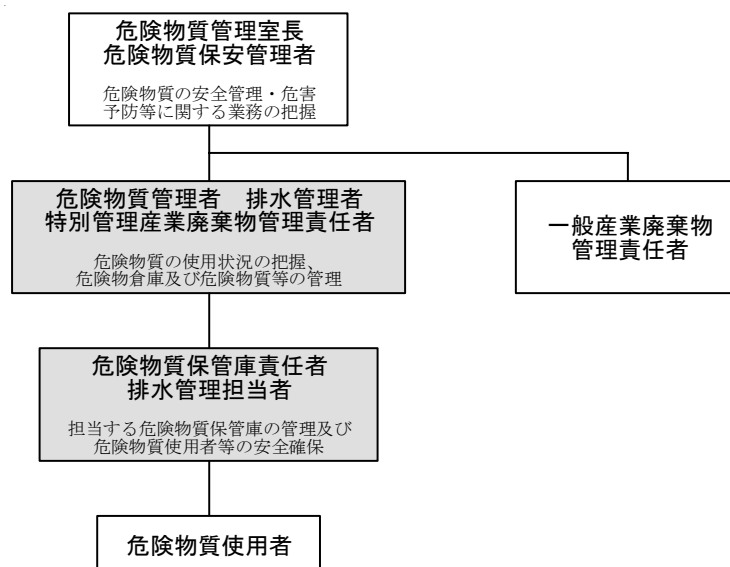 危険物質管理室長
危険物質保安管理者
危険物質の安全管理・危害
予防等に関する業務の把握
危険物質管理者　排水管理者
特別管理産業廃棄物管理責任者
危険物質の使用状況の把握、
危険物倉庫及び危険物質等の管理
一般産業廃棄物
管理責任者
危険物質保管庫責任者
排水管理担当者
担当する危険物質保管庫の管理及び
危険物質使用者等の安全確保
危険物質使用者